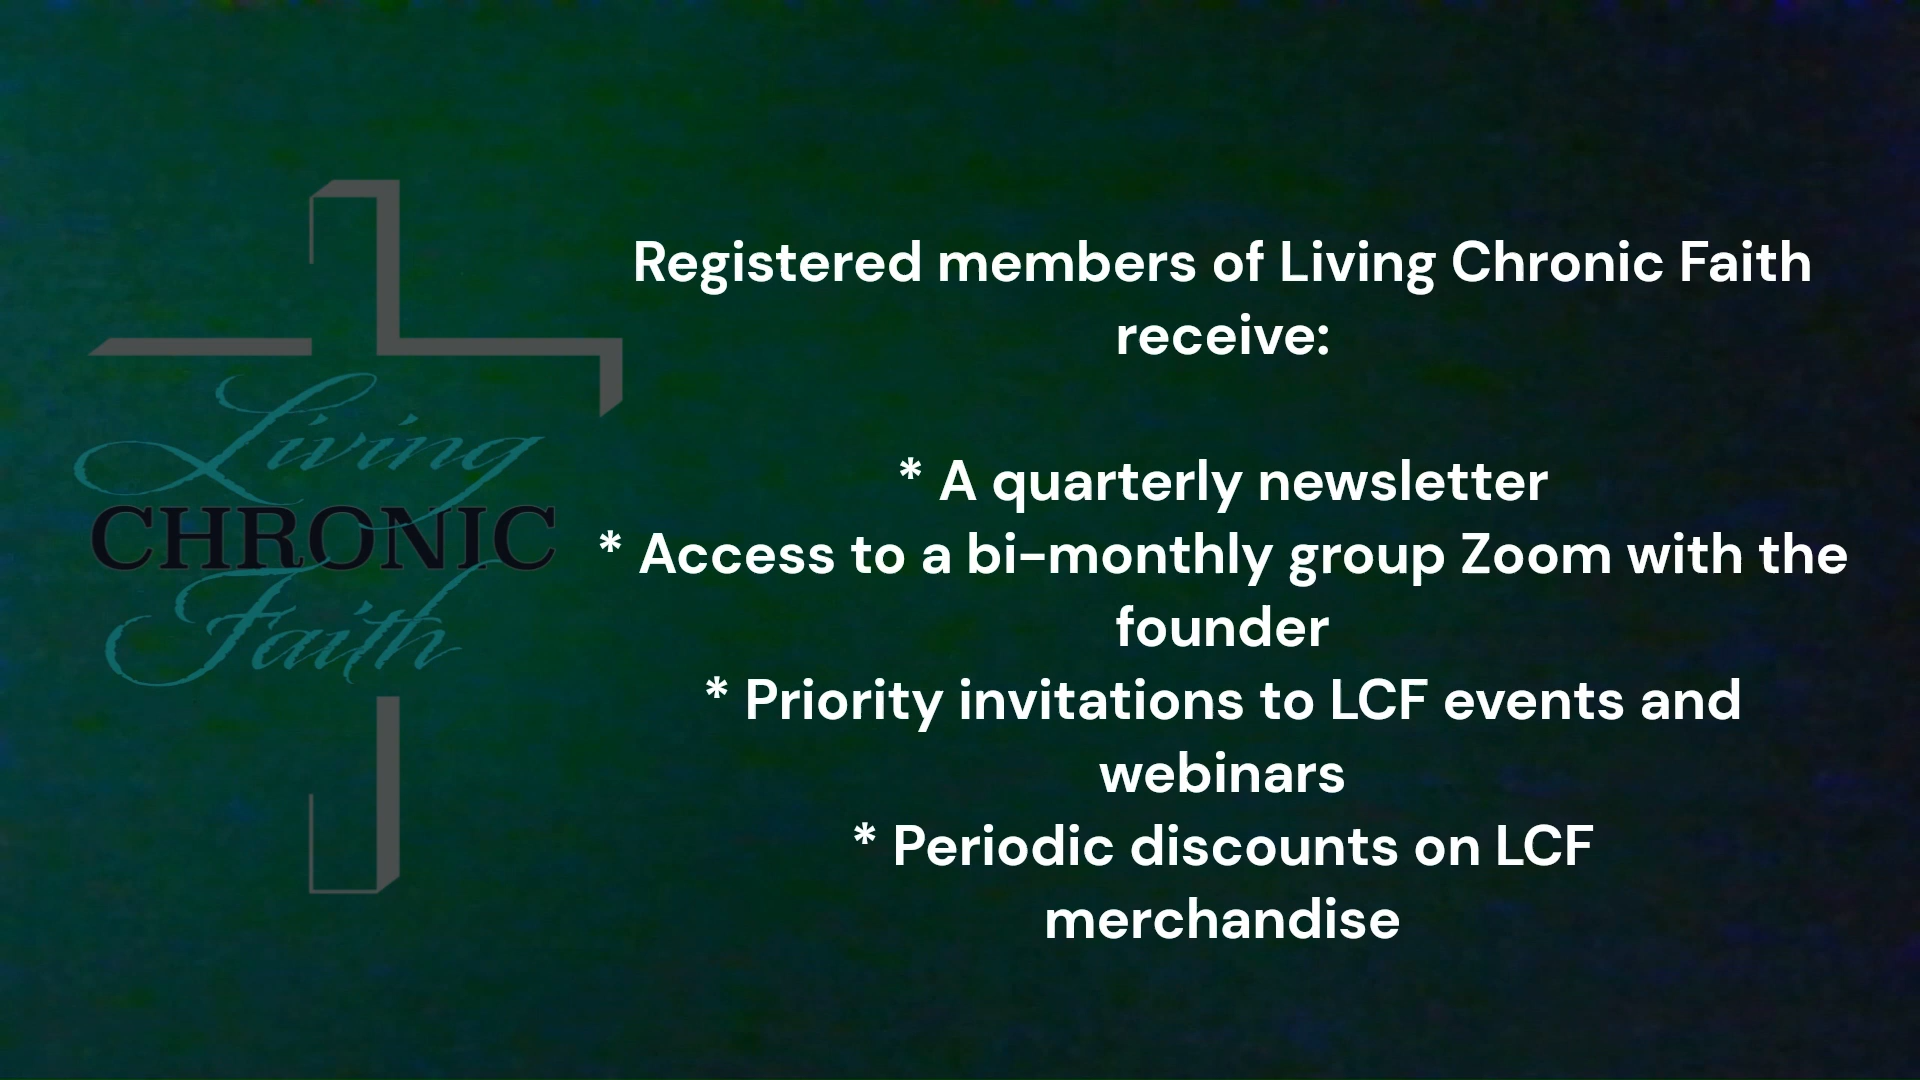 Living
CHRONIC
Faith
Registered members of Living Chronic Faith
receive:
* A quarterly newsletter
* Access to a bi-monthly group Zoom with the
founder
* Priority invitations to LCF events and
webinars
* Periodic discounts on LCF
merchandise